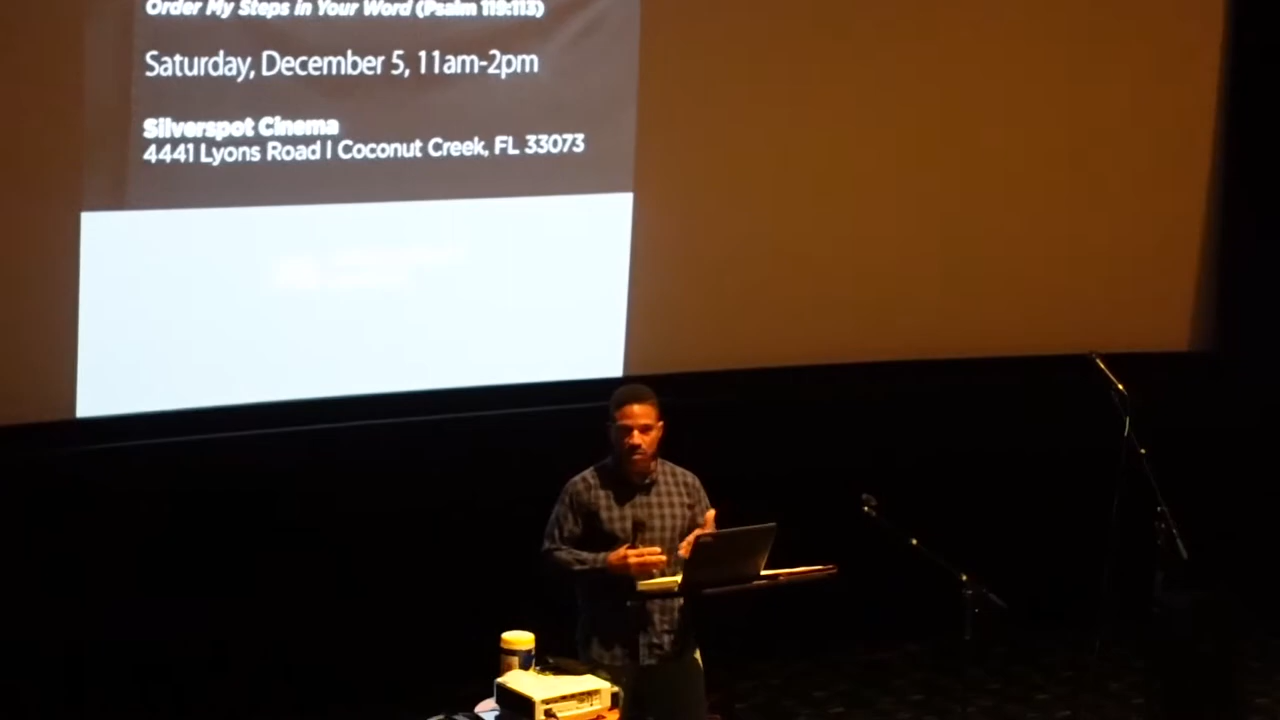 Order My Steps in Your Word (Psalm 119:113)
Saturday, December 5, 11am-2pm
Silverspot Cinema
4441 Lyons Road | Coconut Creek, FL 33073